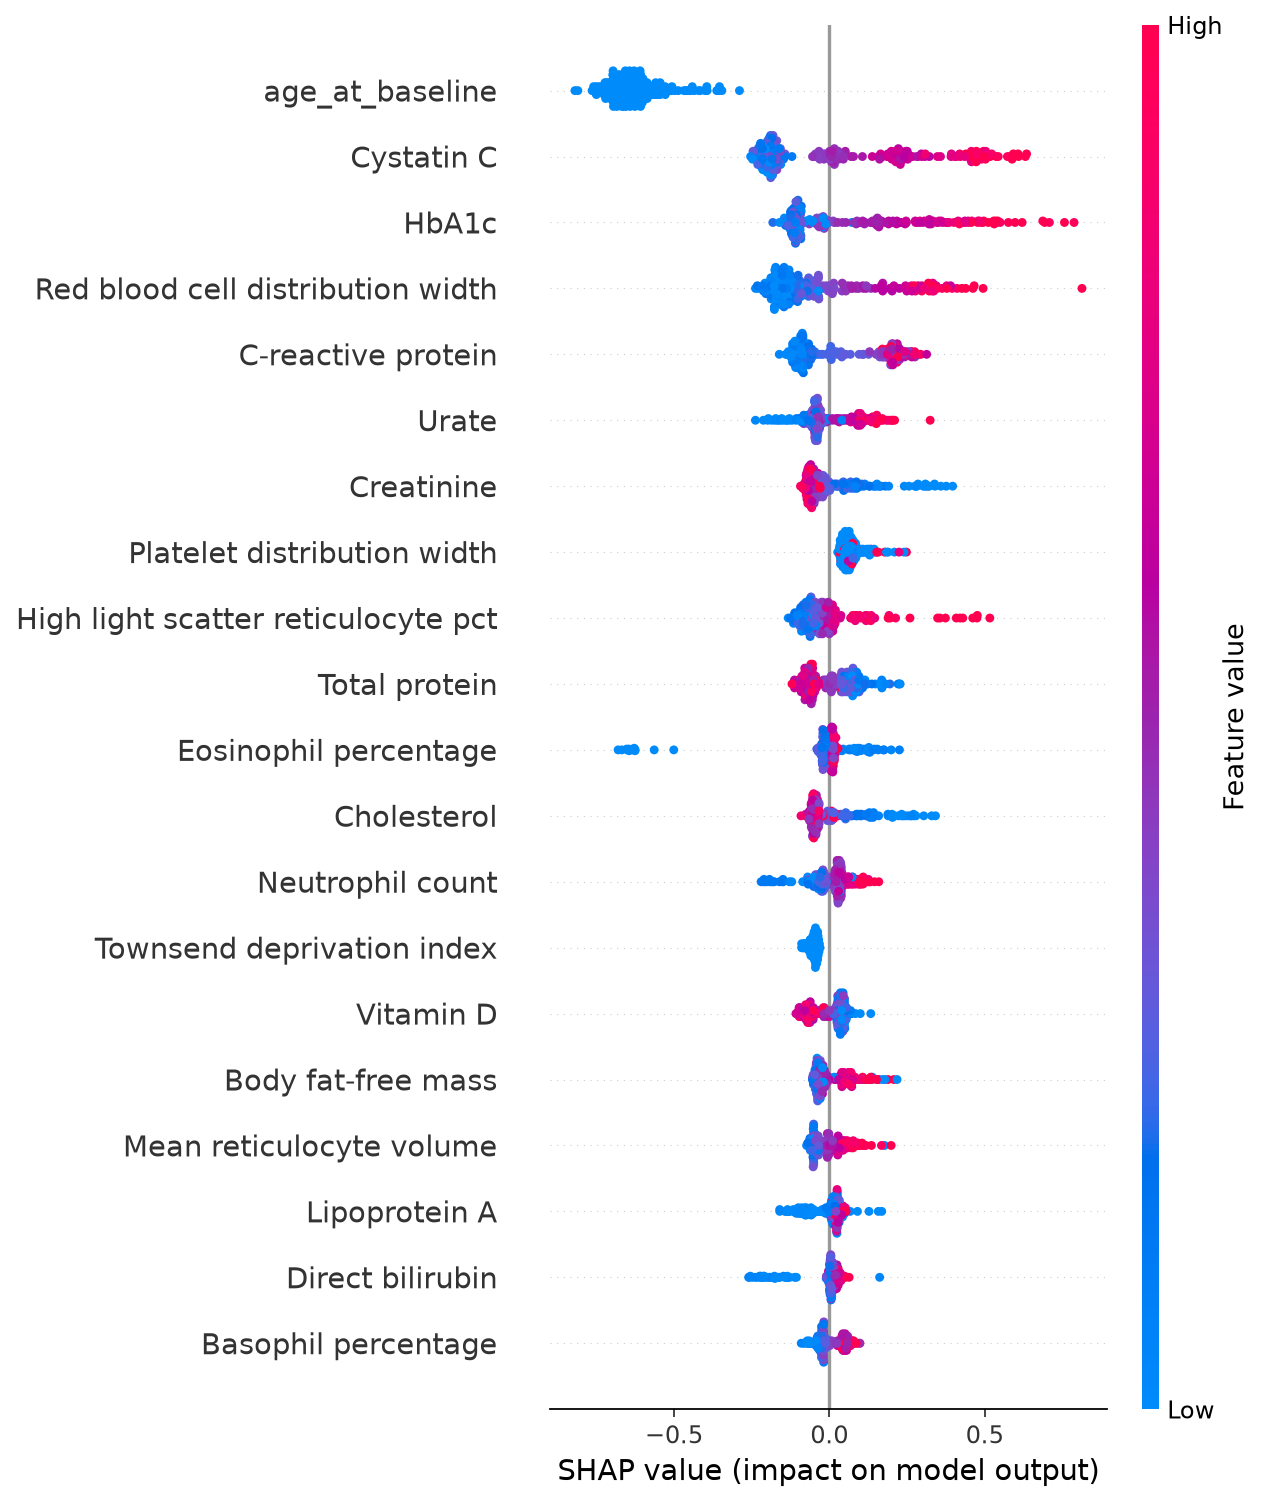 High
age_at_baseline
Cystatin C
HbA1c
Red blood cell distribution width
C-reactive protein
Urate
Creatinine
Platelet distribution width
High light scatter reticulocyte pct
Total protein
Eosinophil percentage
Cholesterol
Neutrophil count
Townsend deprivation index
Vitamin D
Body fat-free mass
Mean reticulocyte volume
Lipoprotein A
Direct bilirubin
Basophil percentage
Feature value
Low
−0.5 0.0 0.5
SHAP value (impact on model output)